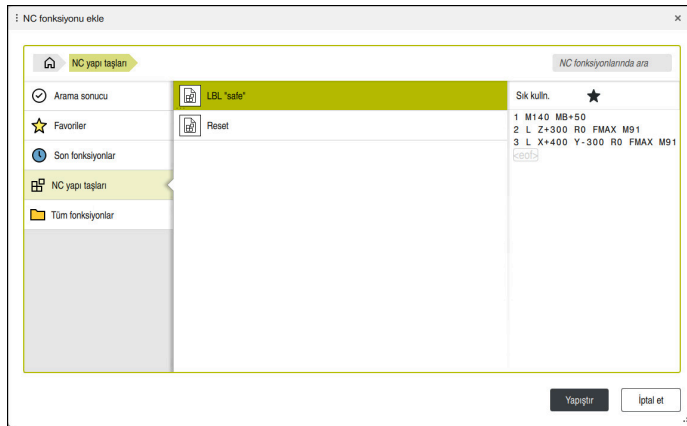 NC fonksiyonu ekle
NC yapı taşları
NC fonksiyonlarında ara
Arama sonucu
Favoriler
Son fonksiyonlar
NC yapı taşları
Tüm fonksiyonlar
LBL "safe"
Reset
Sık kulln.
1 M140 MB+50
2 L Z+300 R0 FMAX M91
3 L X+400 Y-300 R0 FMAX M91
<eof>
Yapıştır
İptal et